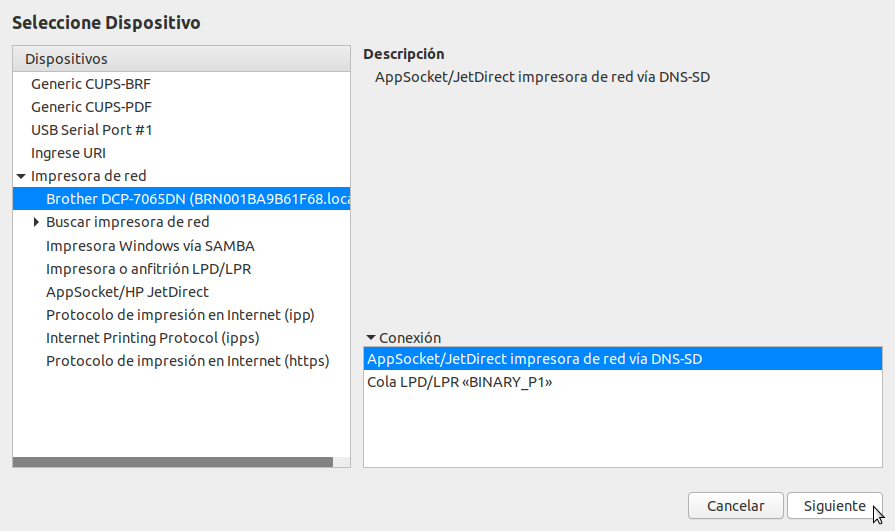 Seleccione Dispositivo
Dispositivos
Generic CUPS-BRF
Generic CUPS-PDF
USB Serial Port #1
Ingrese URI
Impresora de red
Brother DCP-7065DN (BRN001BA9B61F68.loca
Buscar impresora de red
Impresora Windows vía SAMBA
Impresora o anfitrión LPD/LPR
AppSocket/HP JetDirect
Protocolo de impresión en Internet (ipp)
Internet Printing Protocol (ipps)
Protocolo de impresión en Internet (https)
Descripción
AppSocket/JetDirect impresora de red vía DNS-SD
Conexión
AppSocket/JetDirect impresora de red vía DNS-SD
Cola LPD/LPR «BINARY_P1»
Cancelar
Siguiente